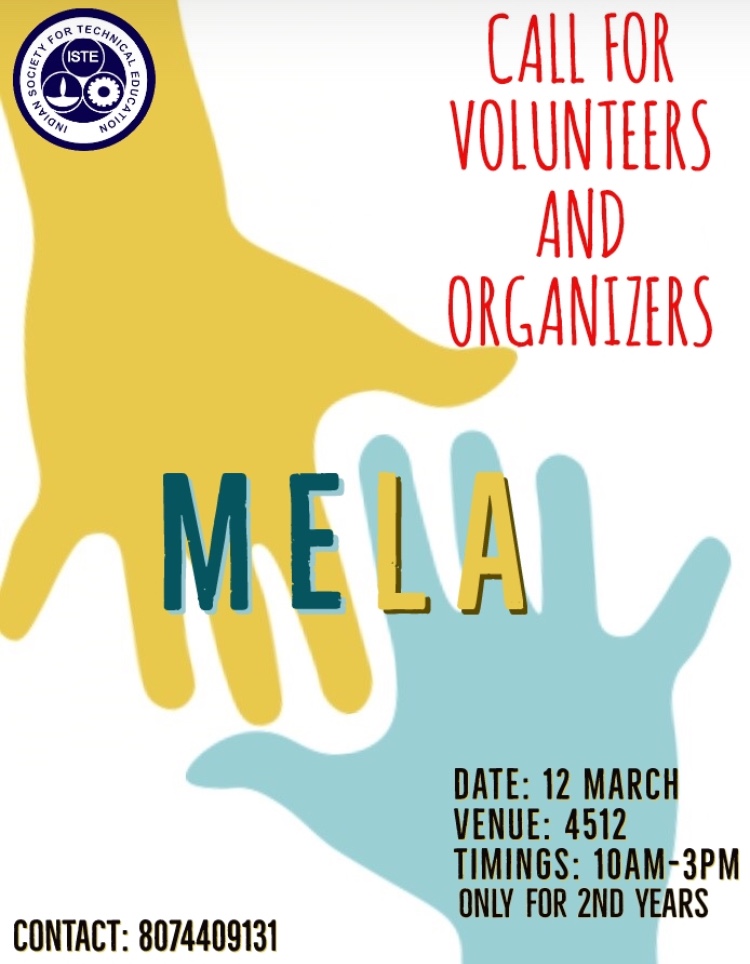 INDIAN SOCIETY FOR TECHNICAL EDUCATION
ISTE
CALL FOR
VOLUNTEERS
AND
ORGANIZERS
MELA
DATE: 12 MARCH
VENUE: 4512
TIMINGS: 10AM-3PM
ONLY FOR 2ND YEARS
CONTACT: 8074409131